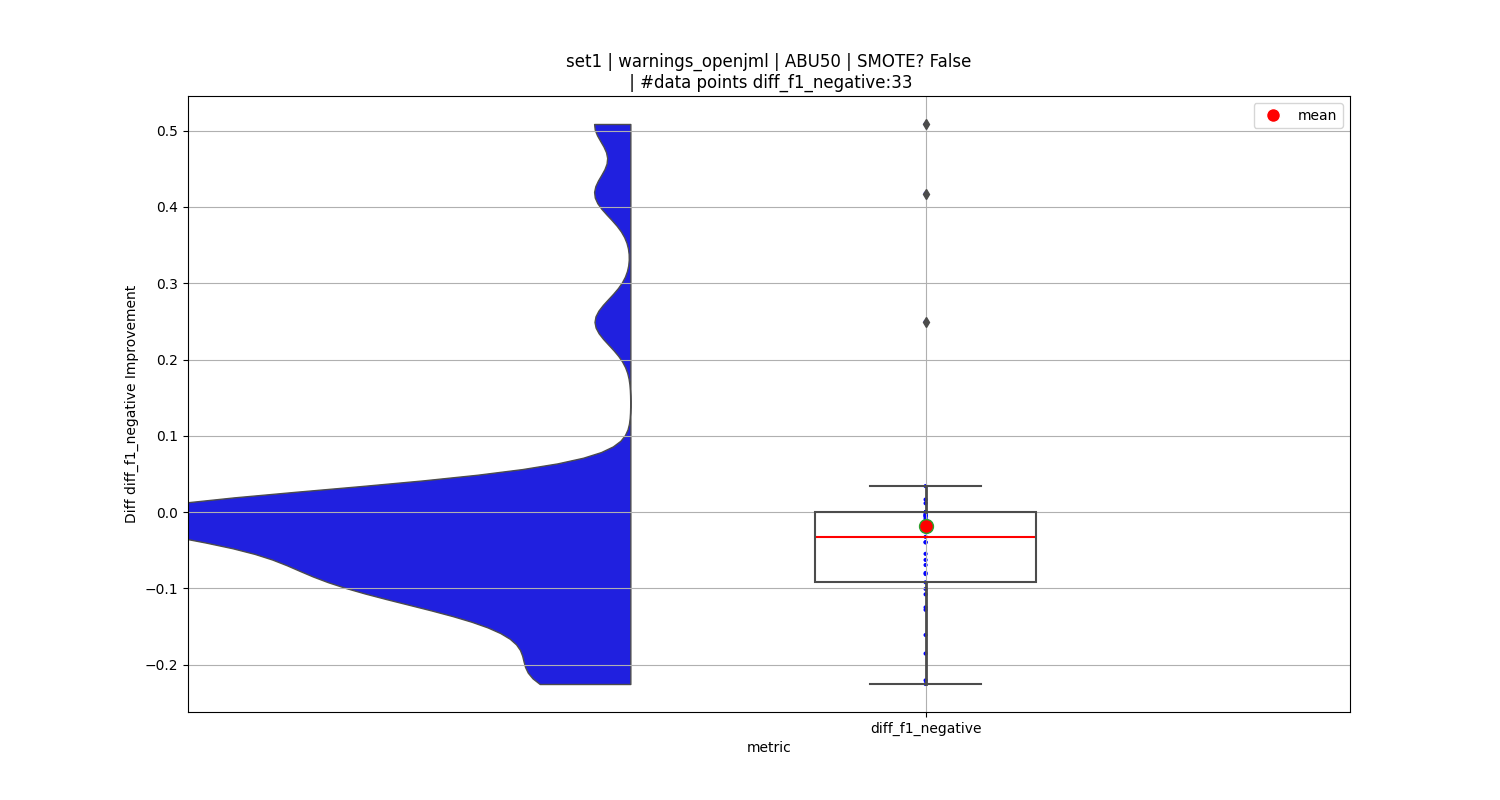 set1 | warnings_openjml | ABU50 | SMOTE? False
| #data points diff_f1_negative:33
mean
0.5
0.4
0.3
0.2
0.1
0.0
−0.1
−0.2
Diff diff_f1_negative Improvement
diff_f1_negative
metric